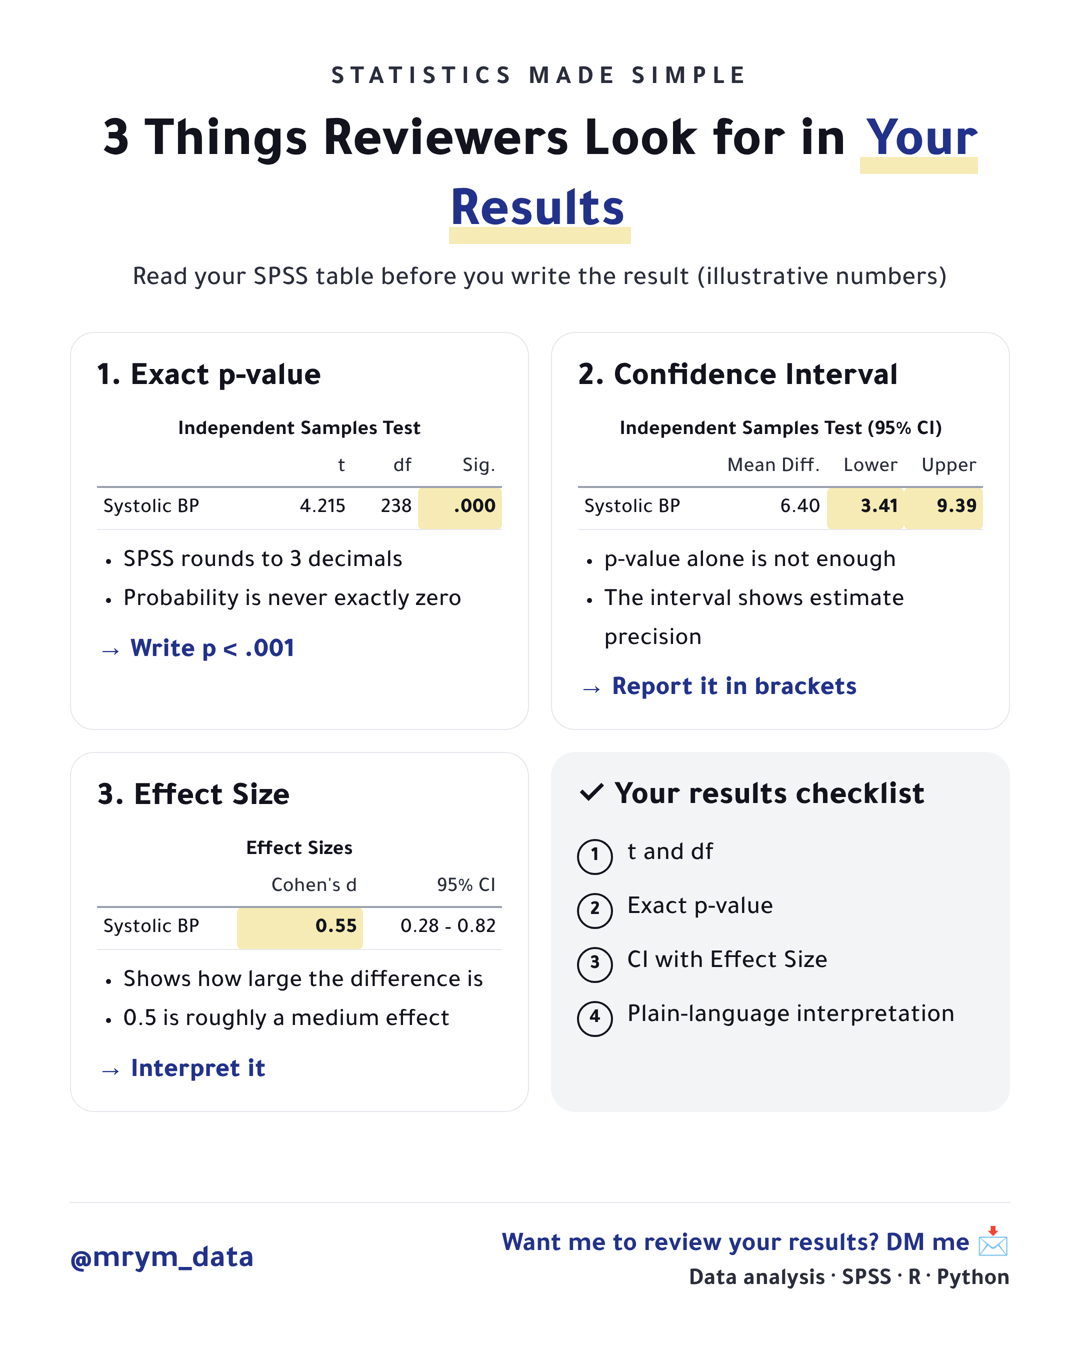 STATISTICS MADE SIMPLE
3 Things Reviewers Look for in Your
Results
Read your SPSS table before you write the result (illustrative numbers)
1. Exact p-value
Independent Samples Test
t df Sig.
Systolic BP 4.215 238 .000
• SPSS rounds to 3 decimals
• Probability is never exactly zero
→ Write p < .001
2. Confidence Interval
Independent Samples Test (95% CI)
Mean Diff. Lower Upper
Systolic BP 6.40 3.41 9.39
• p-value alone is not enough
• The interval shows estimate
precision
→ Report it in brackets
3. Effect Size
Effect Sizes
Cohen's d 95% CI
Systolic BP 0.55 0.28 - 0.82
• Shows how large the difference is
• 0.5 is roughly a medium effect
→ Interpret it
✓ Your results checklist
1 t and df
2 Exact p-value
3 CI with Effect Size
4 Plain-language interpretation
@mrym_data
Want me to review your results? DM me 📩
Data analysis · SPSS · R · Python